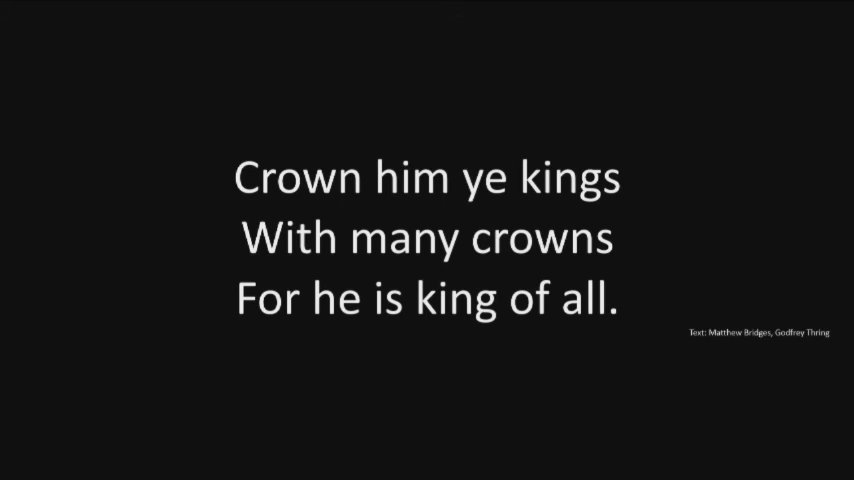 Crown him ye kings
With many crowns
For he is king of all.
Text: Matthew Bridges, Godfrey Thring